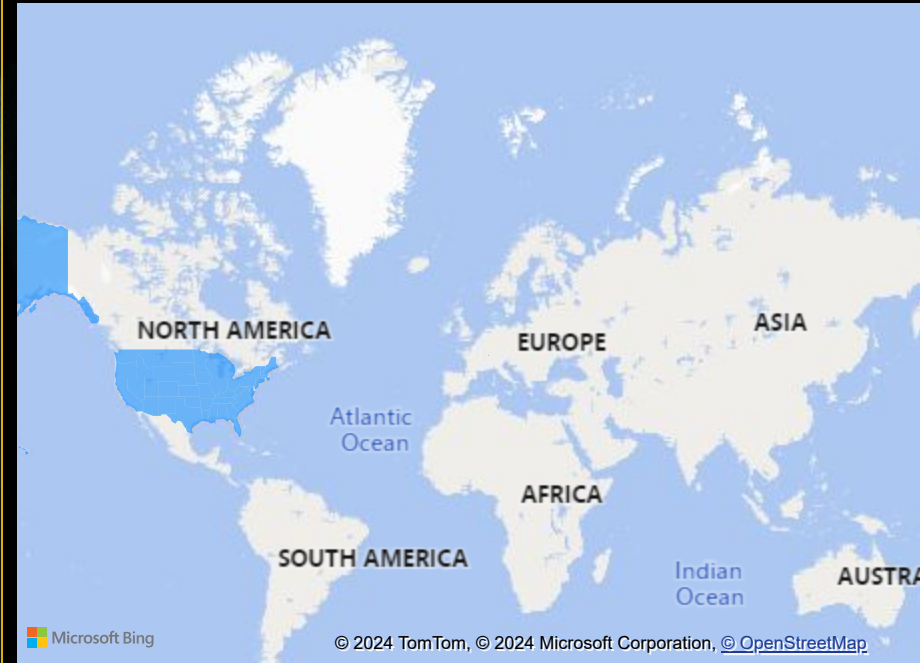 NORTH AMERICA
ASIA
EUROPE
Atlantic
Ocean
AFRICA
SOUTH AMERICA
Indian
Ocean
AUSTRA
Microsoft Bing
© 2024 TomTom, © 2024 Microsoft Corporation, © OpenStreetMap